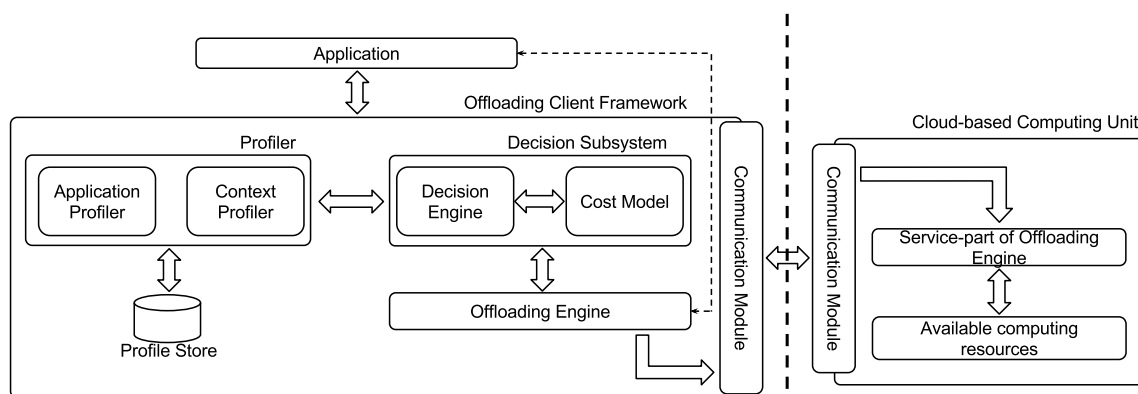 Application
Offloading Client Framework
Profiler
Application
Profiler
Context
Profiler
Decision Subsystem
Decision
Engine
Cost Model
Offloading Engine
Profile Store
Communication Module
Cloud-based Computing Unit
Communication Module
Service-part of Offloading
Engine
Available computing
resources